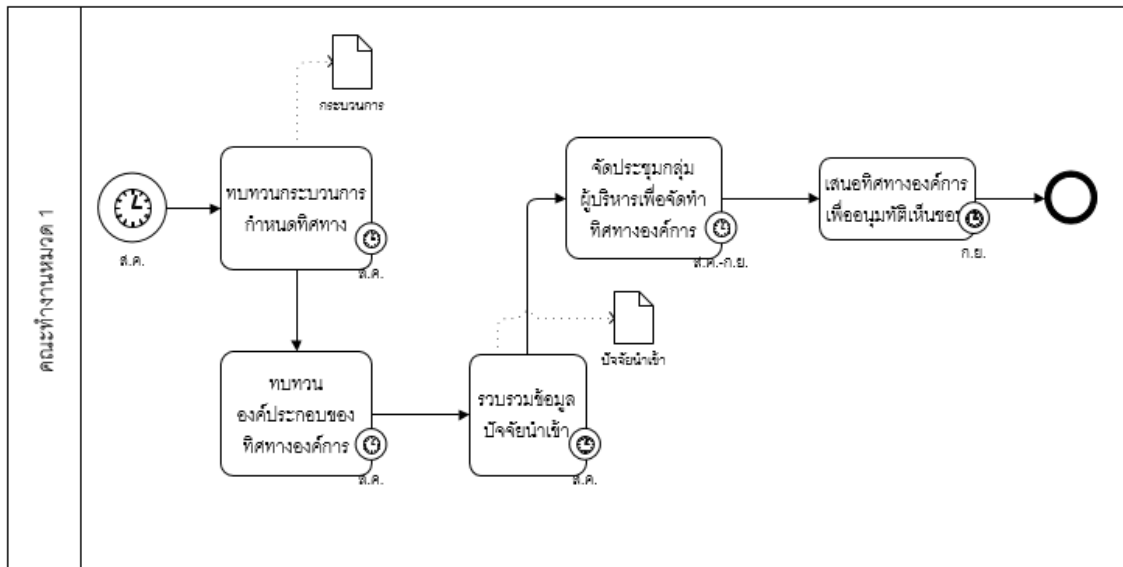 คณะทำงานหมวด 1
กระบวนการ
ส.ค.
ทบทวนกระบวนการ
กำหนดทิศทาง
ส.ค.
ทบทวน
องค์ประกอบของ
ทิศทางองค์การ
ส.ค.
รวบรวมข้อมูล
ปัจจัยนำเข้า
ส.ค.
ปัจจัยนำเข้า
จัดประชุมกลุ่ม
ผู้บริหารเพื่อจัดทำ
ทิศทางองค์การ
ส.ค.-ก.ย.
เสนอทิศทางองค์การ
เพื่ออนุมัติเห็นชอบ
ก.ย.